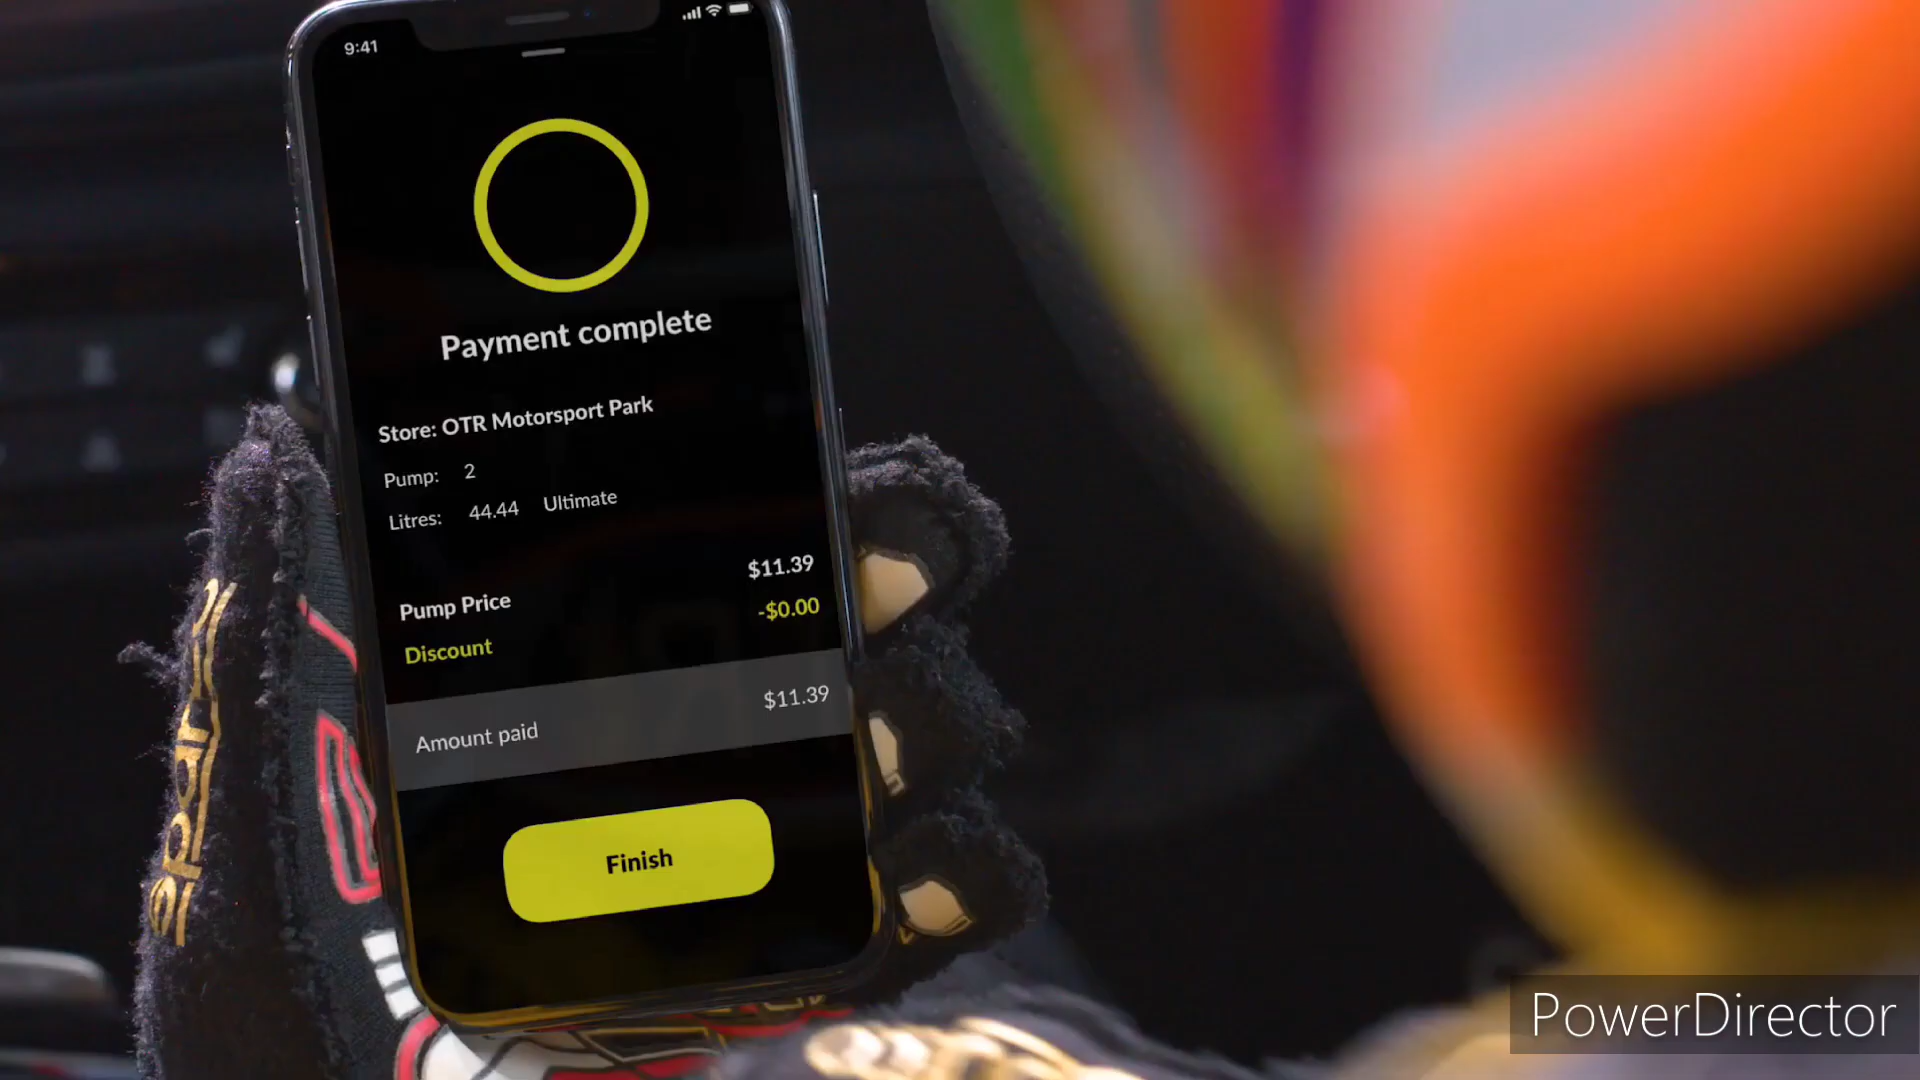 9:41
Payment complete
Store: OTR Motorsport Park
Pump: 2
Litres: 44.44 Ultimate
Pump Price $11.39
Discount -$0.00
Amount paid $11.39
Finish
sparco
PowerDirector